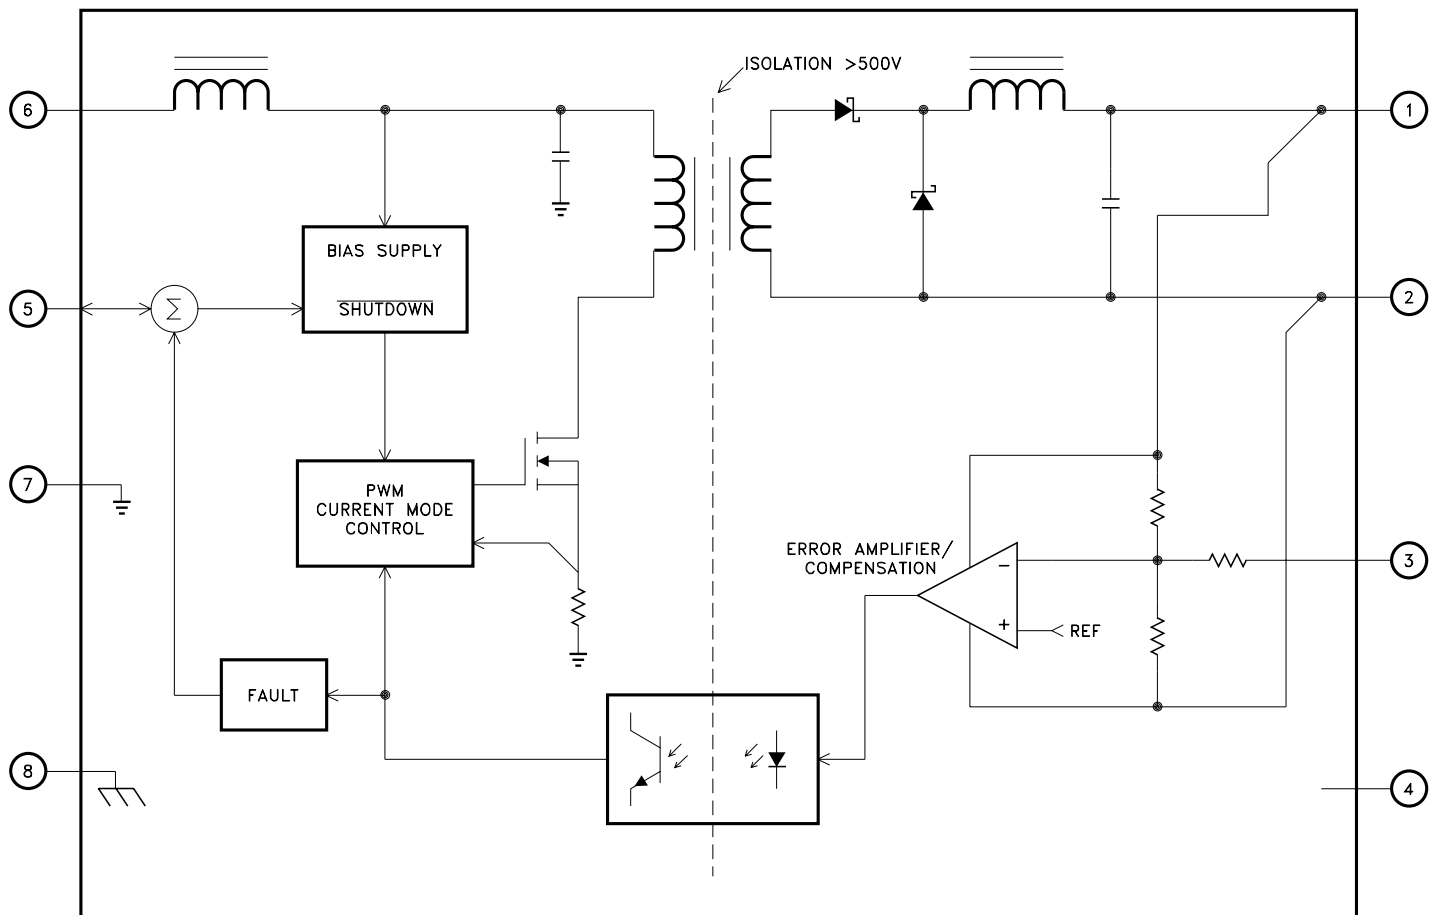 ISOLATION >500V
6
1
BIAS SUPPLY
SHUTDOWN
5
Σ
2
7
PWM
CURRENT MODE
CONTROL
ERROR AMPLIFIER/
COMPENSATION
−
+
REF
3
FAULT
8
4